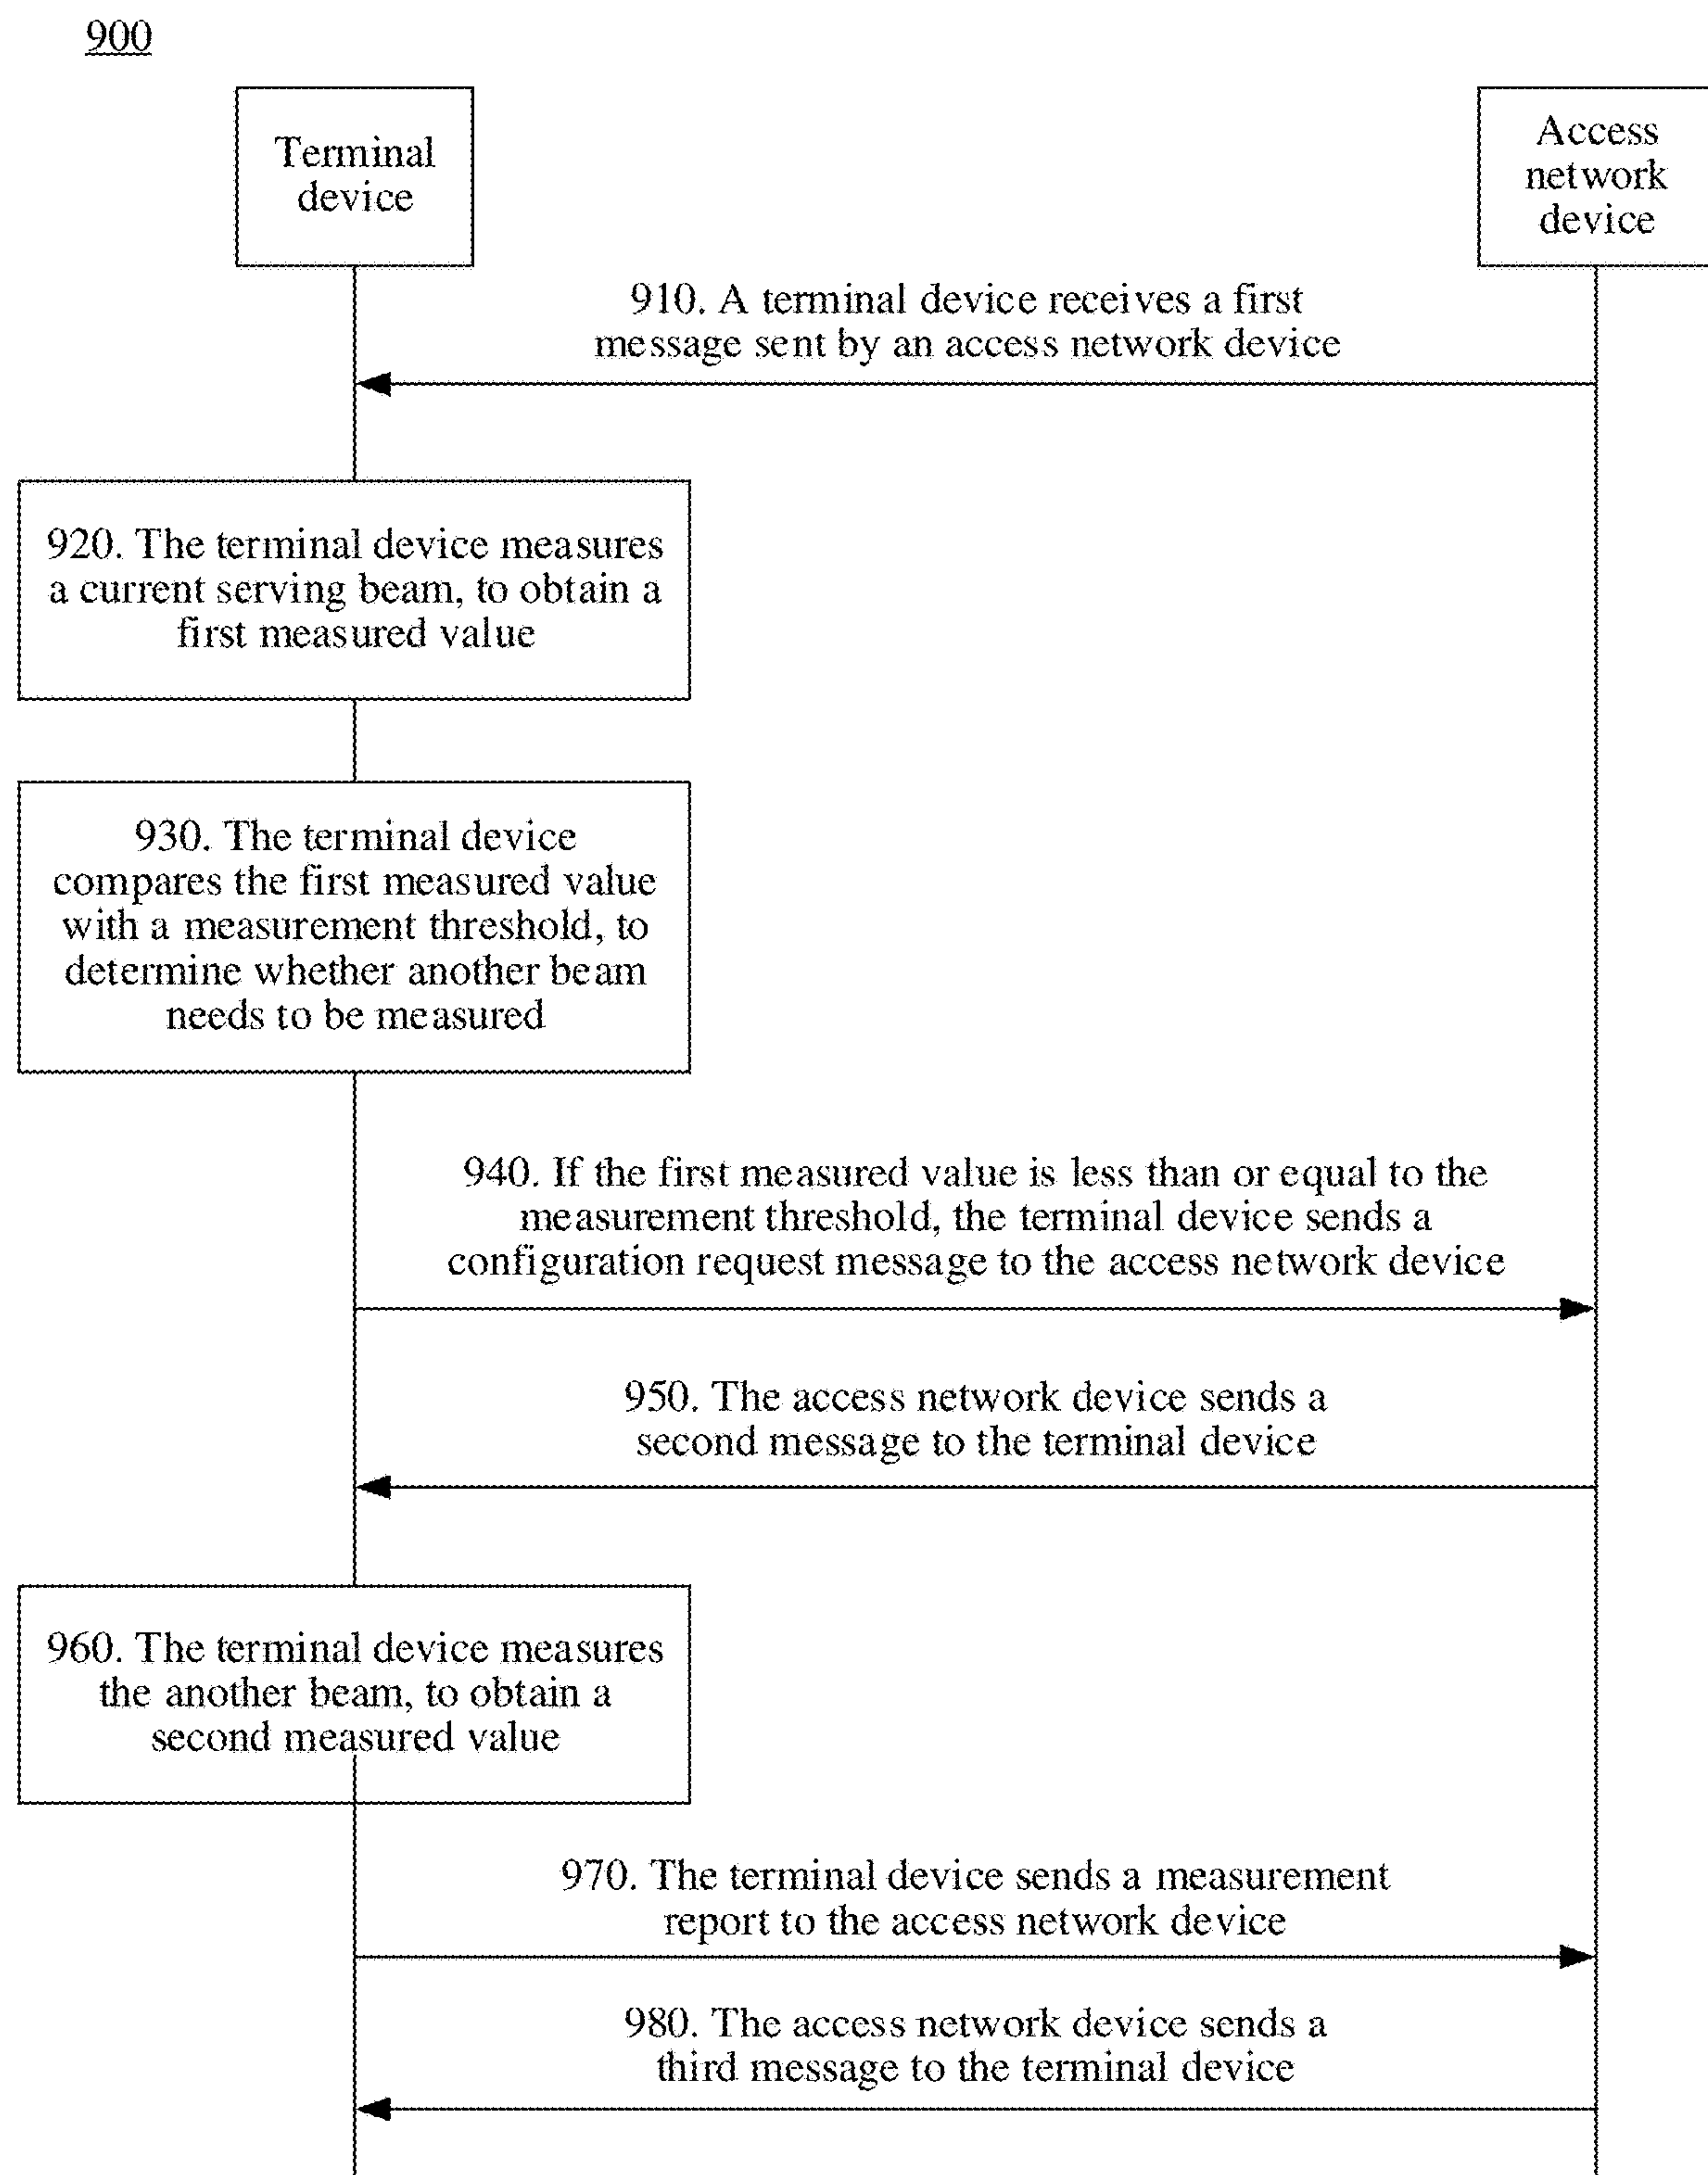 900
Terminal
device
Access
network
device
910. A terminal device receives a first
message sent by an access network device
920. The terminal device measures
a current serving beam, to obtain a
first measured value
930. The terminal device
compares the first measured value
with a measurement threshold, to
determine whether another beam
needs to be measured
940. If the first measured value is less than or equal to the
measurement threshold, the terminal device sends a
configuration request message to the access network device
950. The access network device sends a
second message to the terminal device
960. The terminal device measures
the another beam, to obtain a
second measured value
970. The terminal device sends a measurement
report to the access network device
980. The access network device sends a
third message to the terminal device